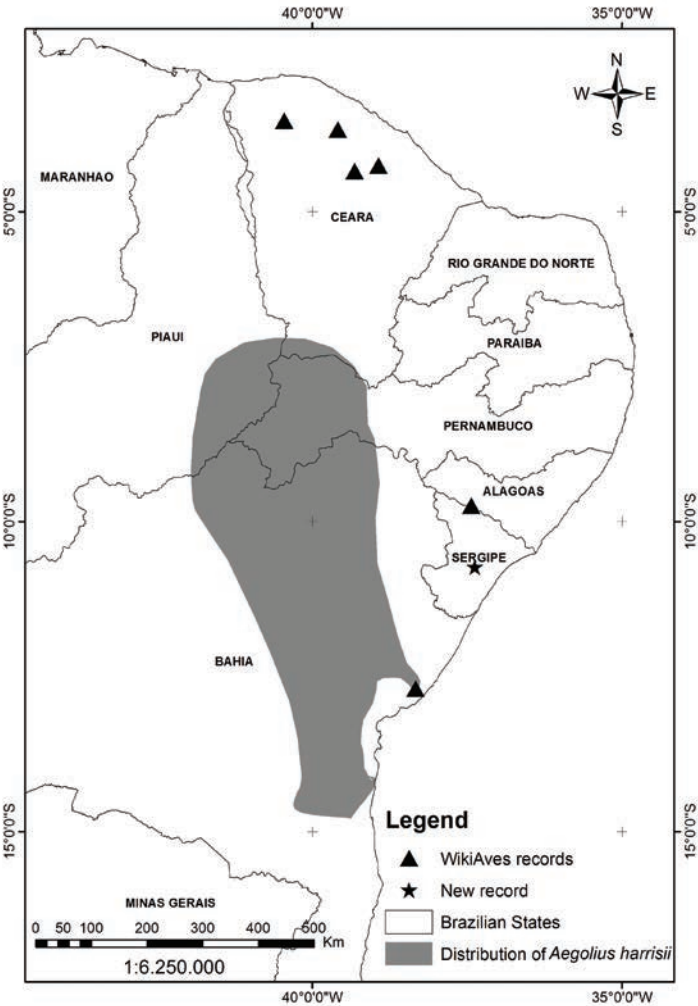 40°0'0"W 35°0'0"W
N
W E
S
MARANHAO
5°0'0"S 5°0'0"S
CEARA
RIO GRANDE DO NORTE
PIAUI
PARAIBA
PERNAMBUCO
ALAGOAS
10°0'0"S 10°0'0"S
SERGIPE
BAHIA
15°0'0"S 15°0'0"S
Legend
WikiAves records
New record
Brazilian States
Distribution of Aegolius harrisii
MINAS GERAIS
0 50 100 200 300 400 500
Km
1:6.250.000
40°0'0"W 35°0'0"W